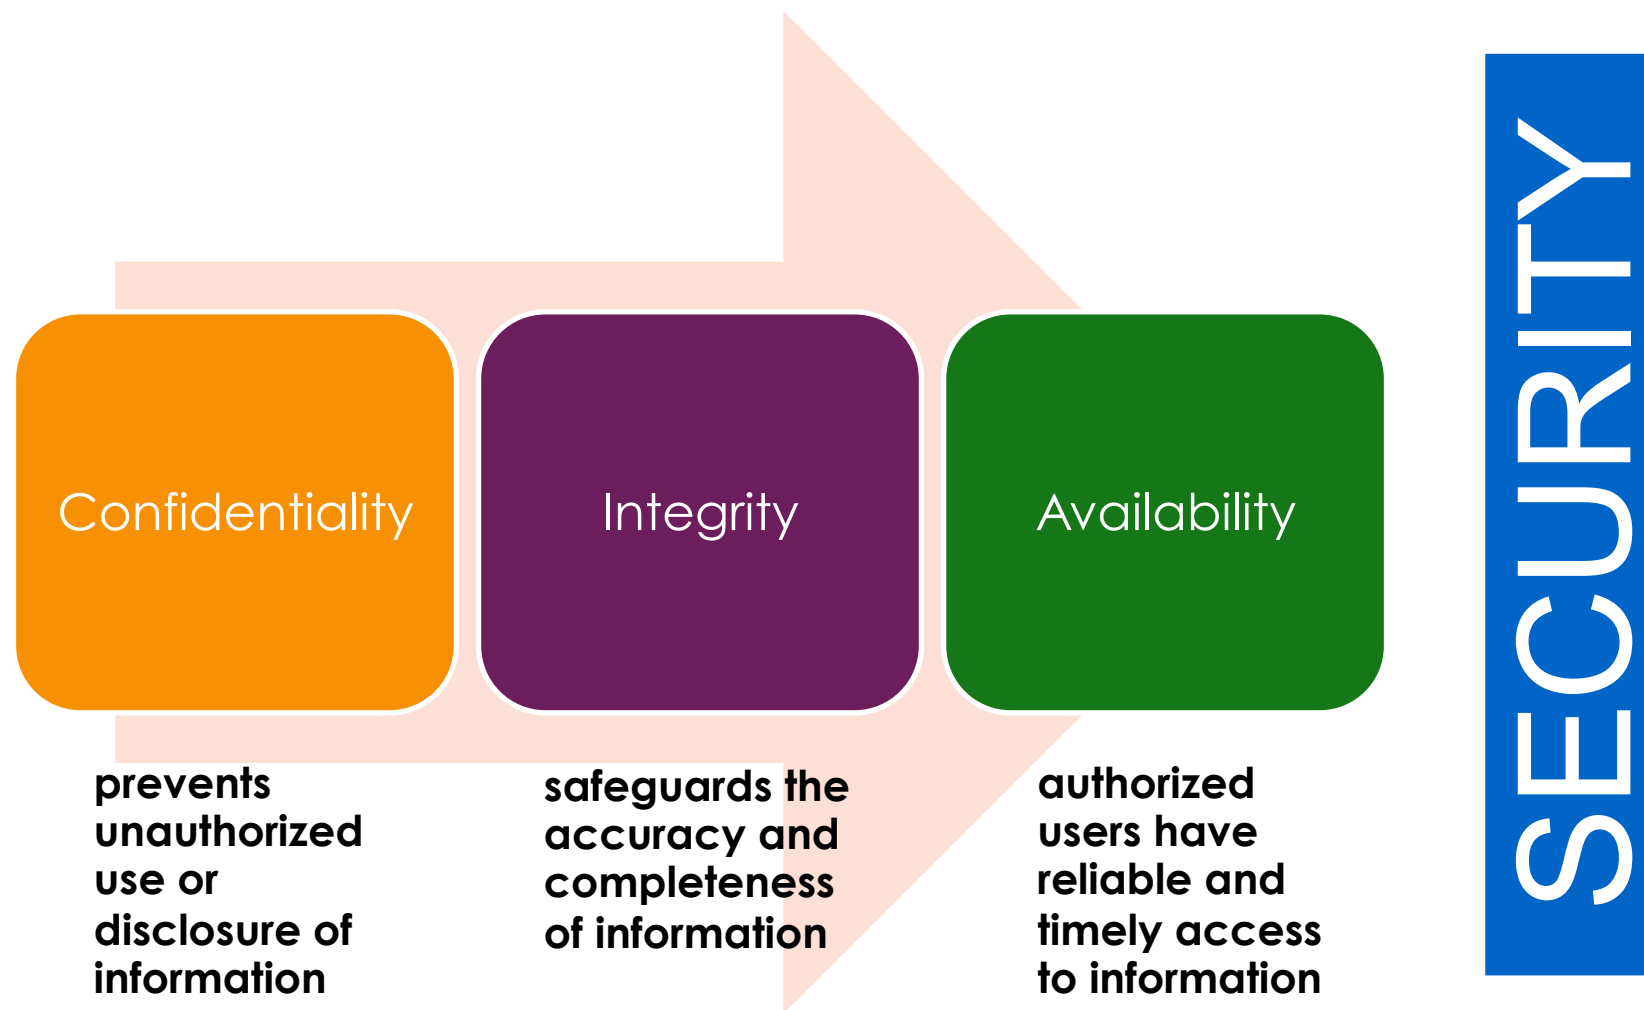 Confidentiality
Integrity
Availability
prevents
unauthorized
use or
disclosure of
information
safeguards the
accuracy and
completeness
of information
authorized
users have
reliable and
timely access
to information
SECURITY